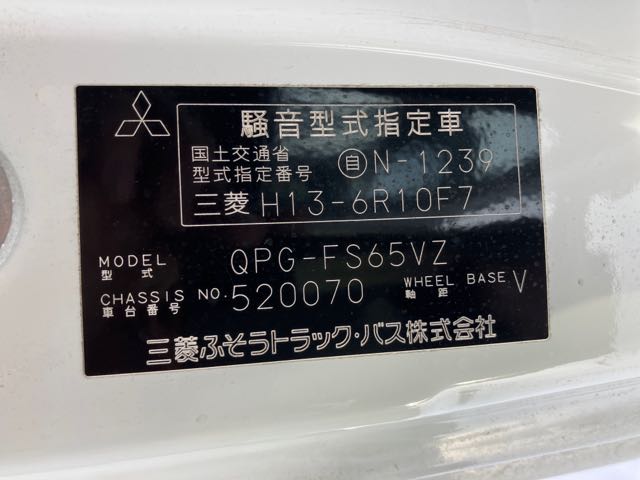 騒音型式指定車
国土交通省
型式指定番号 自N-1239
三菱 H13-6R10F7
MODEL
型式 QPG-FS65VZ
CHASSIS NO. 520070 WHEEL BASE V
車台番号 軸距
三菱ふそうトラック・バス株式会社